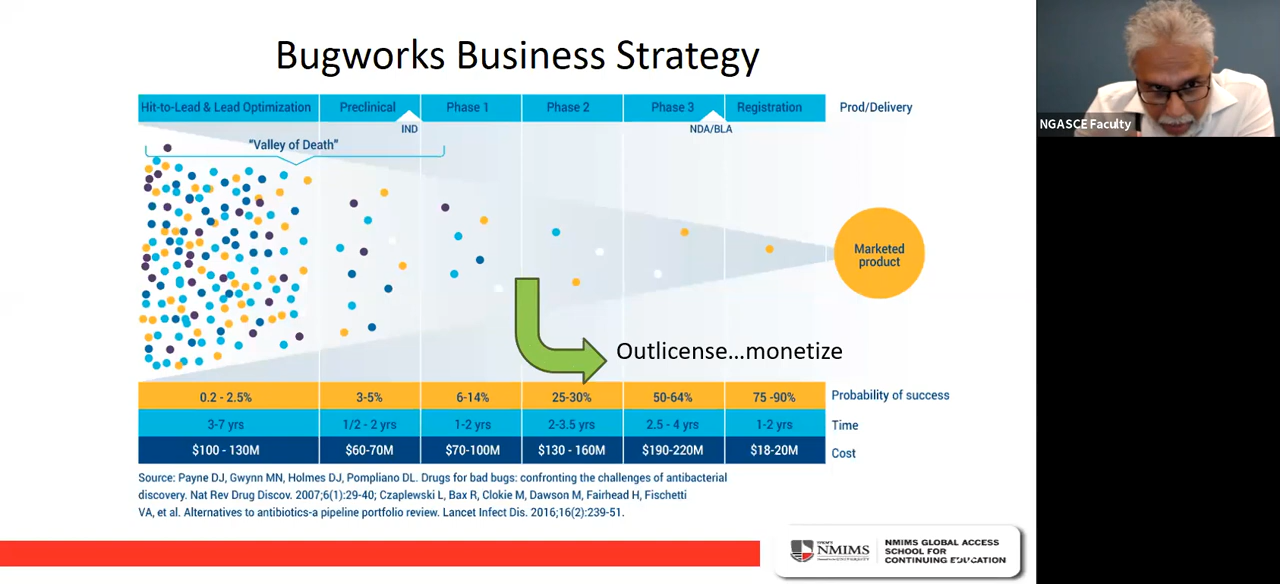 Bugworks Business Strategy
Hit-to-Lead & Lead Optimization Preclinical Phase 1 Phase 2 Phase 3 Registration Prod/Delivery
IND NDA/BLA
"Valley of Death"
Marketed
product
Outlicense...monetize
0.2 - 2.5% 3-5% 6-14% 25-30% 50-64% 75 -90% Probability of success
3-7 yrs 1/2 - 2 yrs 1-2 yrs 2-3.5 yrs 2.5 - 4 yrs 1-2 yrs Time
$100 - 130M $60-70M $70-100M $130 - 160M $190-220M $18-20M Cost
Source: Payne DJ, Gwynn MN, Holmes DJ, Pompliano DL. Drugs for bad bugs: confronting the challenges of antibacterial
discovery. Nat Rev Drug Discov. 2007;6(1):29-40; Czaplewski L, Bax R, Clokie M, Dawson M, Fairhead H, Fischetti
VA, et al. Alternatives to antibiotics-a pipeline portfolio review. Lancet Infect Dis. 2016;16(2):239-51.
NMIMS
NMIMS GLOBAL ACCESS
SCHOOL FOR
CONTINUING EDUCATION
NGASCE Faculty